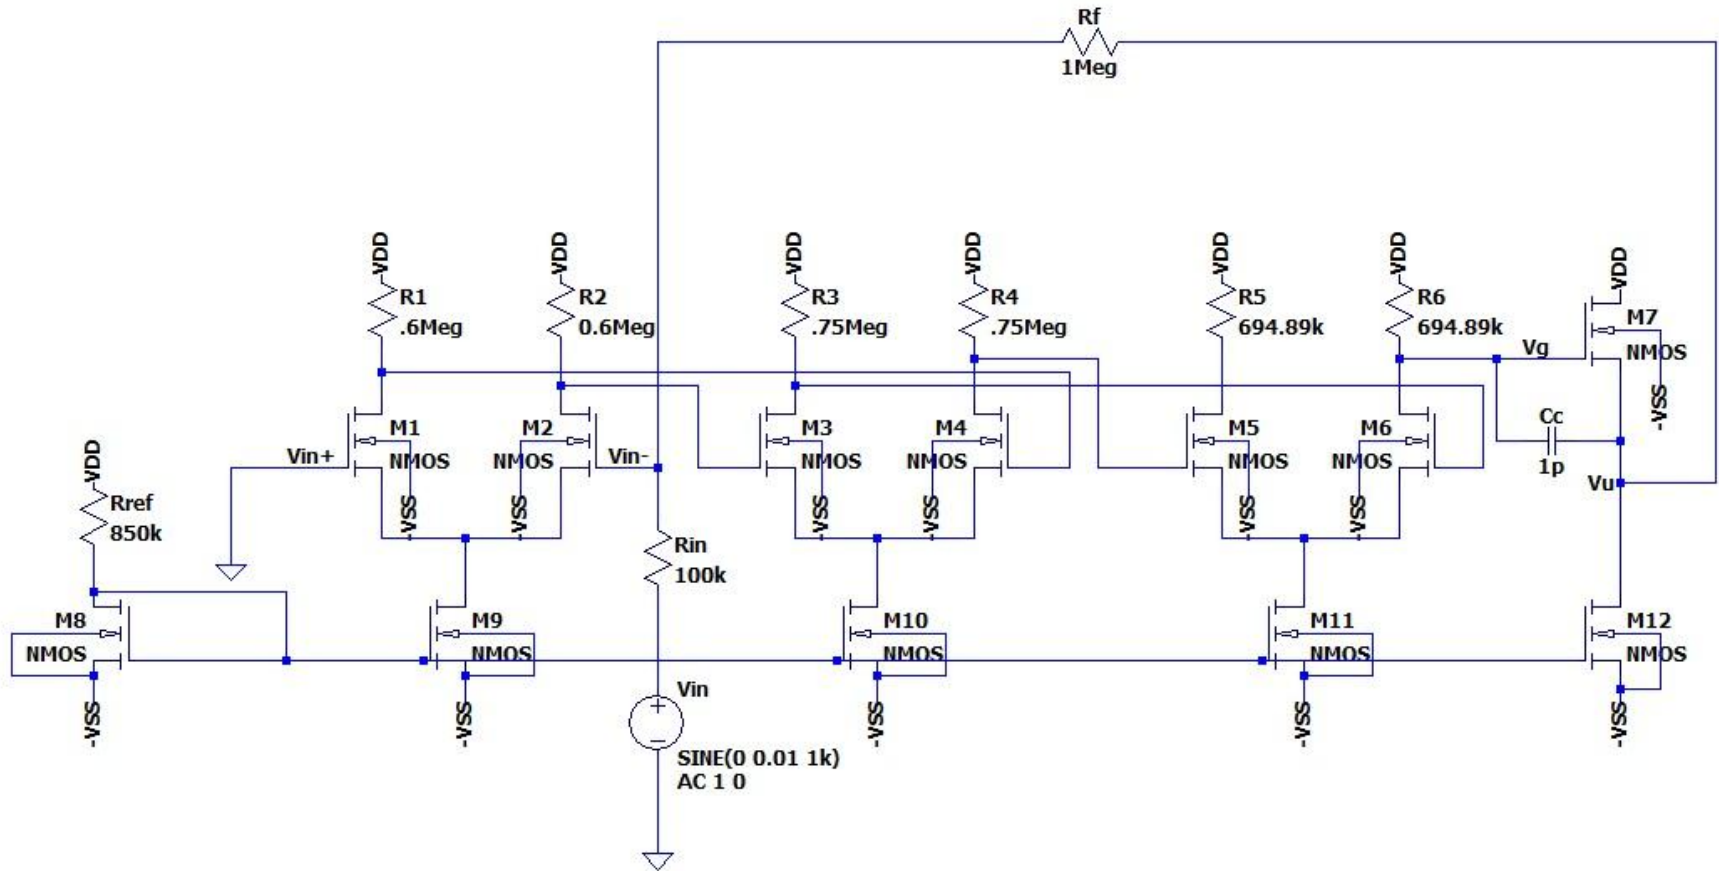 Rf
1Meg
VDD
VDD
VDD
VDD
VDD
VDD
VDD
R1
.6Meg
R2
0.6Meg
R3
.75Meg
R4
.75Meg
R5
694.89k
R6
694.89k
M7
NMOS
Vg
-VSS
M1
NMOS
Vin+
-VSS
M2
NMOS
Vin-
-VSS
M3
NMOS
-VSS
M4
NMOS
-VSS
M5
NMOS
-VSS
M6
NMOS
-VSS
Cc
1p
Vu
VDD
Rref
850k
Rin
100k
M8
NMOS
-VSS
M9
NMOS
-VSS
M10
NMOS
-VSS
M11
NMOS
-VSS
M12
NMOS
-VSS
Vin
SINE(0 0.01 1k)
AC 1 0